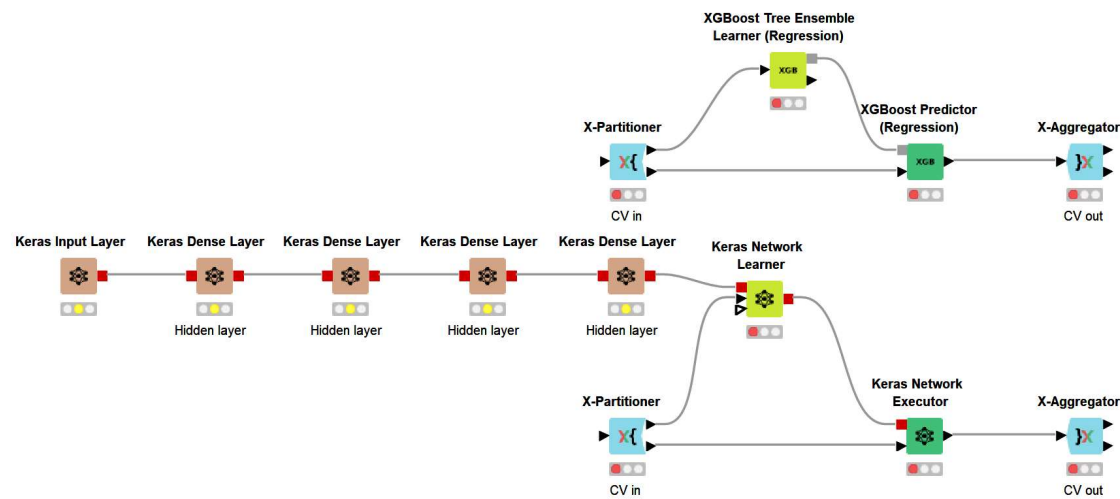 XGBoost Tree Ensemble
Learner (Regression)
XGB
XGBoost Predictor
(Regression)
X-Partitioner
X-Aggregator
X{
XGB
}X
CV in
CV out
Keras Input Layer
Keras Dense Layer
Keras Dense Layer
Keras Dense Layer
Keras Dense Layer
Keras Network
Learner
Hidden layer
Hidden layer
Hidden layer
Hidden layer
Keras Network
Executor
X-Partitioner
X-Aggregator
X{
}X
CV in
CV out